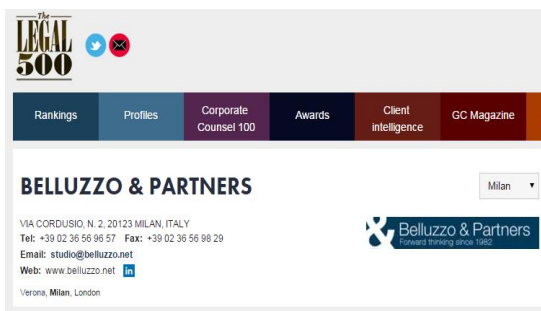 The
LEGAL
500
Rankings
Profiles
Corporate
Counsel 100
Awards
Client
intelligence
GC Magazine
BELLUZZO & PARTNERS
Milan
VIA CORDUSIO, N. 2, 20123 MILAN, ITALY
Tel: +39 02 36 56 96 57 Fax: +39 02 36 56 98 29
Email: studio@belluzzo.net
Web: www.belluzzo.net in
Verona, Milan, London
& Belluzzo & Partners
Forward thinking since 1982